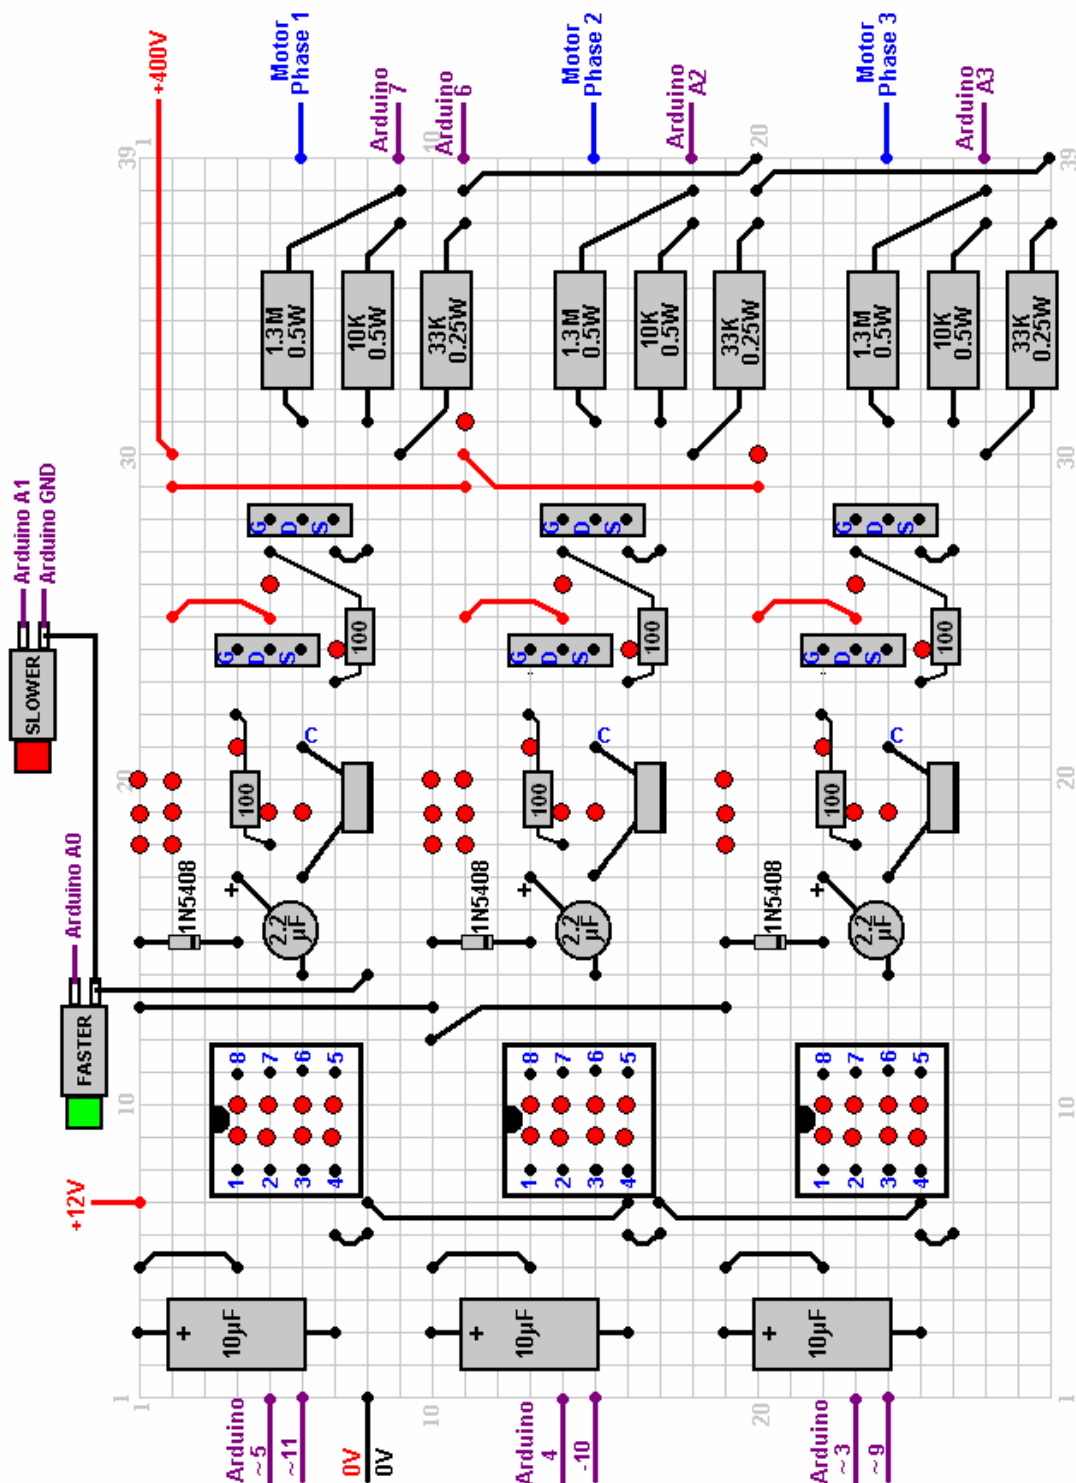 +400V
Motor
Phase 1
Arduino
7
Arduino
6
Motor
Phase 2
Arduino
A2
Motor
Phase 3
Arduino
A3
39
1
10
20
39
1.3M
0.5W
10K
0.5W
33K
0.25W
1.3M
0.5W
10K
0.5W
33K
0.25W
1.3M
0.5W
10K
0.5W
33K
0.25W
30
30
Arduino A1
Arduino GND
SLOWER
G
D
S
G
D
S
G
D
S
G
D
S
100
G
D
S
100
G
D
S
100
20
20
100
C
100
C
100
C
Arduino A0
FASTER
1N5408
+
2.2
µF
1N5408
+
2.2
µF
1N5408
+
2.2
µF
8
7
6
5
1
2
3
4
8
7
6
5
1
2
3
4
8
7
6
5
1
2
3
4
10
10
+12V
+
10µF
+
10µF
+
10µF
1
1
10
20
1
Arduino
~5
~11
0V
0V
Arduino
4
~10
Arduino
~3
~9